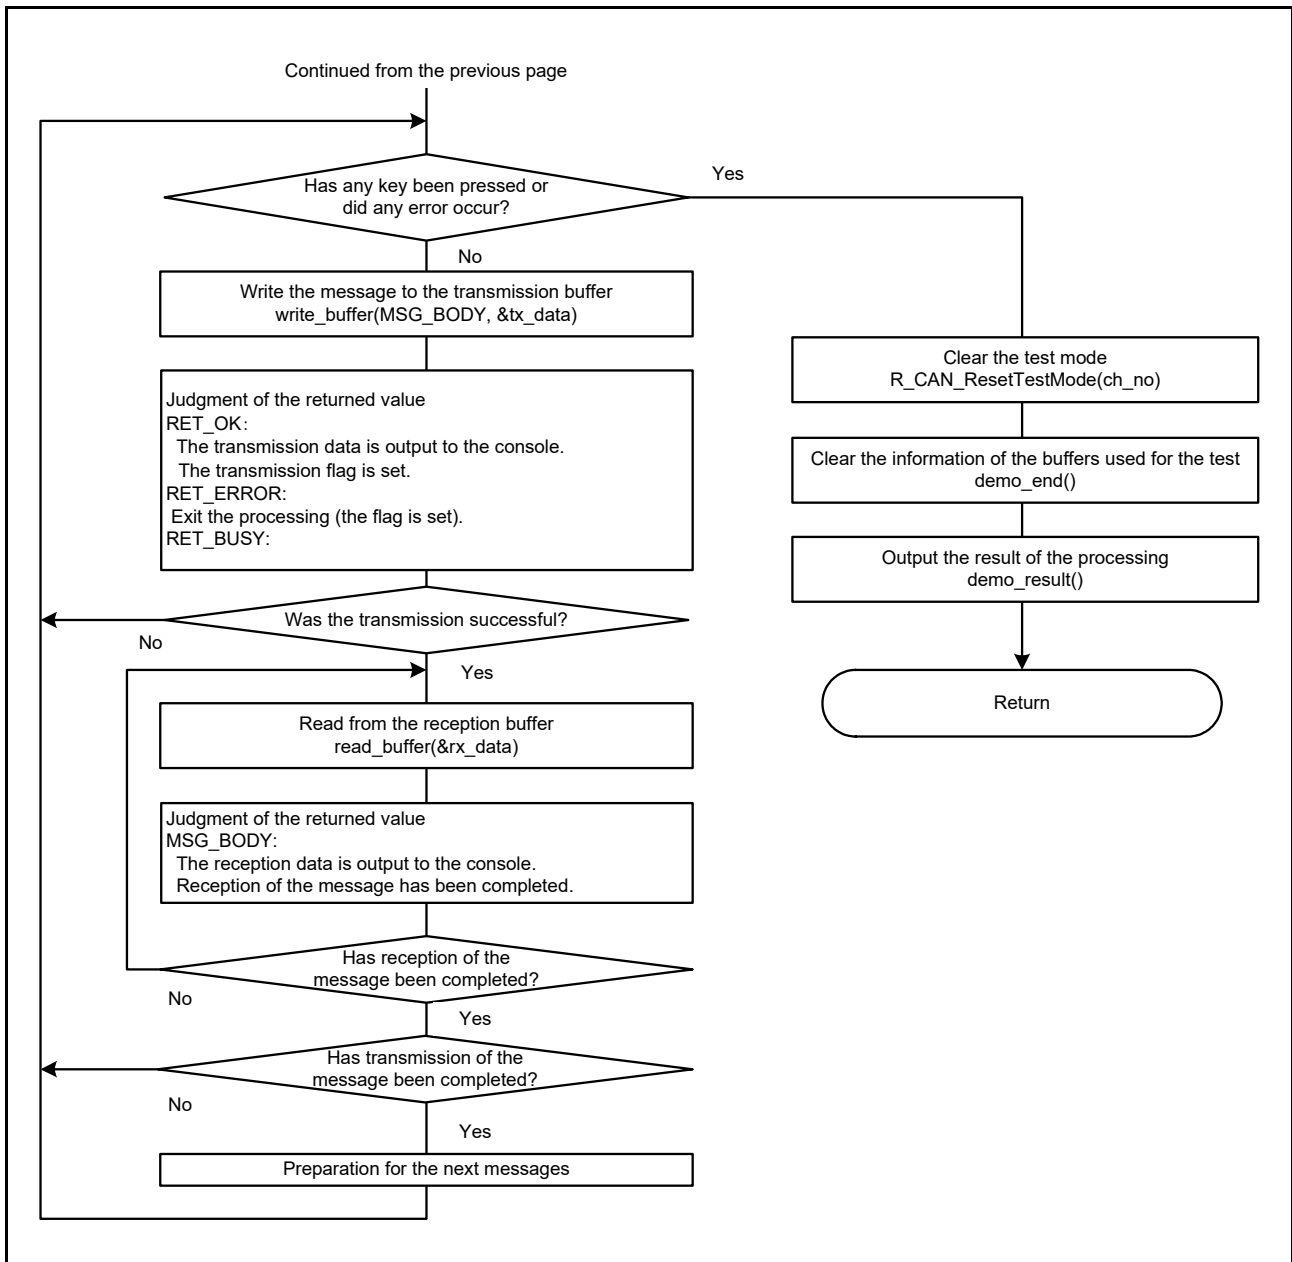 Continued from the previous page
Has any key been pressed or
did any error occur?
Yes
No
Write the message to the transmission buffer
write_buffer(MSG_BODY, &tx_data)
Judgment of the returned value
RET_OK:
The transmission data is output to the console.
The transmission flag is set.
RET_ERROR:
Exit the processing (the flag is set).
RET_BUSY:
Was the transmission successful?
No
Yes
Read from the reception buffer
read_buffer(&rx_data)
Judgment of the returned value
MSG_BODY:
The reception data is output to the console.
Reception of the message has been completed.
Has reception of the
message been completed?
No
Yes
Has transmission of the
message been completed?
No
Yes
Preparation for the next messages
Clear the test mode
R_CAN_ResetTestMode(ch_no)
Clear the information of the buffers used for the test
demo_end()
Output the result of the processing
demo_result()
Return